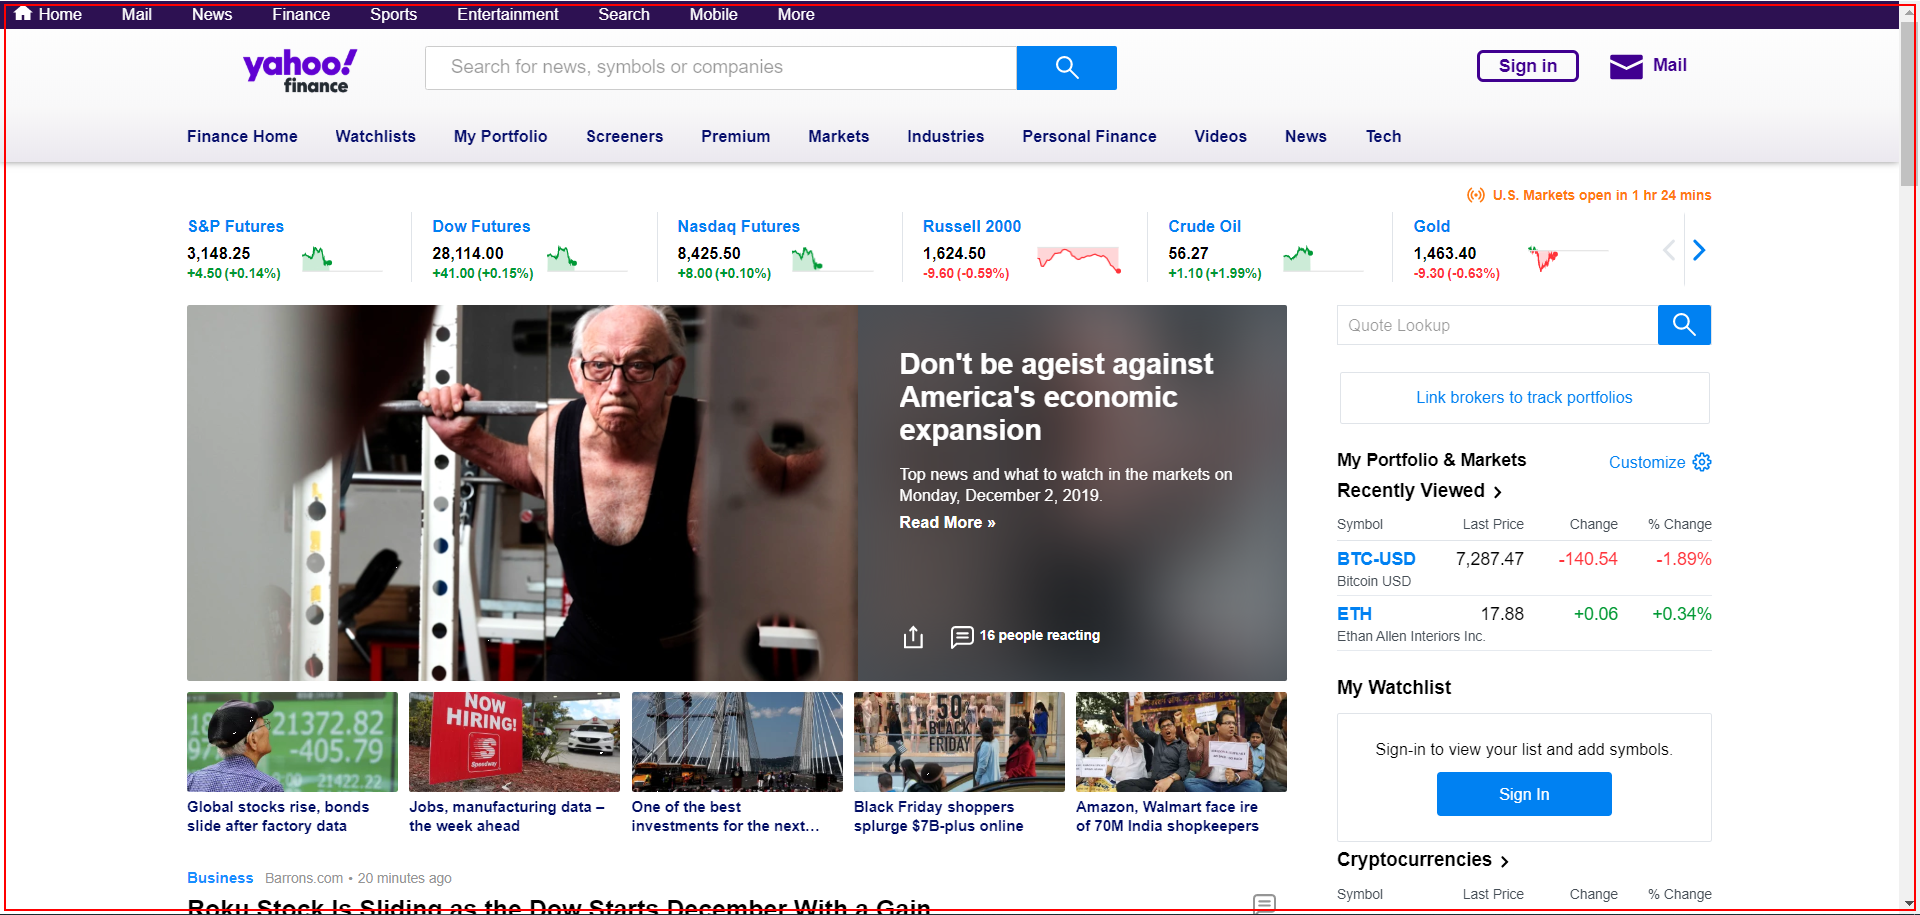 Home Mail News Finance Sports Entertainment Search Mobile More
yahoo!
finance
Search for news, symbols or companies
Sign in
Mail
Finance Home Watchlists My Portfolio Screeners Premium Markets Industries Personal Finance Videos News Tech
U.S. Markets open in 1 hr 24 mins
S&P Futures
3,148.25
+4.50 (+0.14%)
Dow Futures
28,114.00
+41.00 (+0.15%)
Nasdaq Futures
8,425.50
+8.00 (+0.10%)
Russell 2000
1,624.50
-9.60 (-0.59%)
Crude Oil
56.27
+1.10 (+1.99%)
Gold
1,463.40
-9.30 (-0.63%)
Don't be ageist against
America's economic
expansion
Top news and what to watch in the markets on
Monday, December 2, 2019.
Read More »
16 people reacting
21372.82
-405.79
21422.22
NOW
HIRING!
Speedway
50%
BLACK
FRIDAY
Global stocks rise, bonds
slide after factory data
Jobs, manufacturing data –
the week ahead
One of the best
investments for the next…
Black Friday shoppers
splurge $7B-plus online
Amazon, Walmart face ire
of 70M India shopkeepers
Business Barrons.com • 20 minutes ago
Roku Stock Is Sliding as the Dow Starts December With a Gain
Quote Lookup
Link brokers to track portfolios
My Portfolio & Markets
Customize
Recently Viewed
Symbol Last Price Change % Change
BTC-USD 7,287.47 -140.54 -1.89%
Bitcoin USD
ETH 17.88 +0.06 +0.34%
Ethan Allen Interiors Inc.
My Watchlist
Sign-in to view your list and add symbols.
Sign In
Cryptocurrencies
Symbol Last Price Change % Change